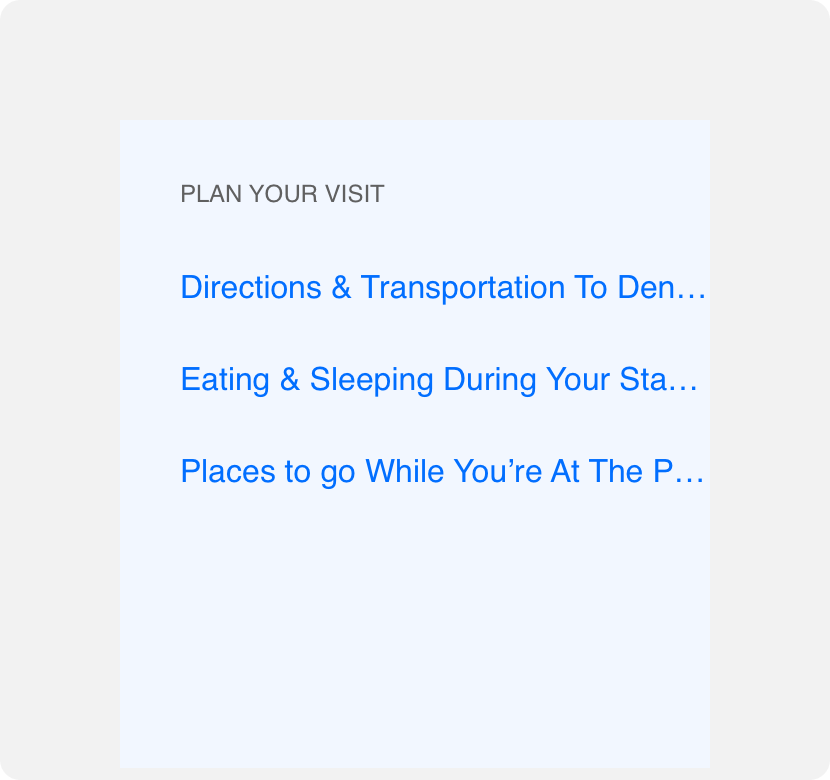 PLAN YOUR VISIT
Directions & Transportation To Den…
Eating & Sleeping During Your Sta…
Places to go While You’re At The P…